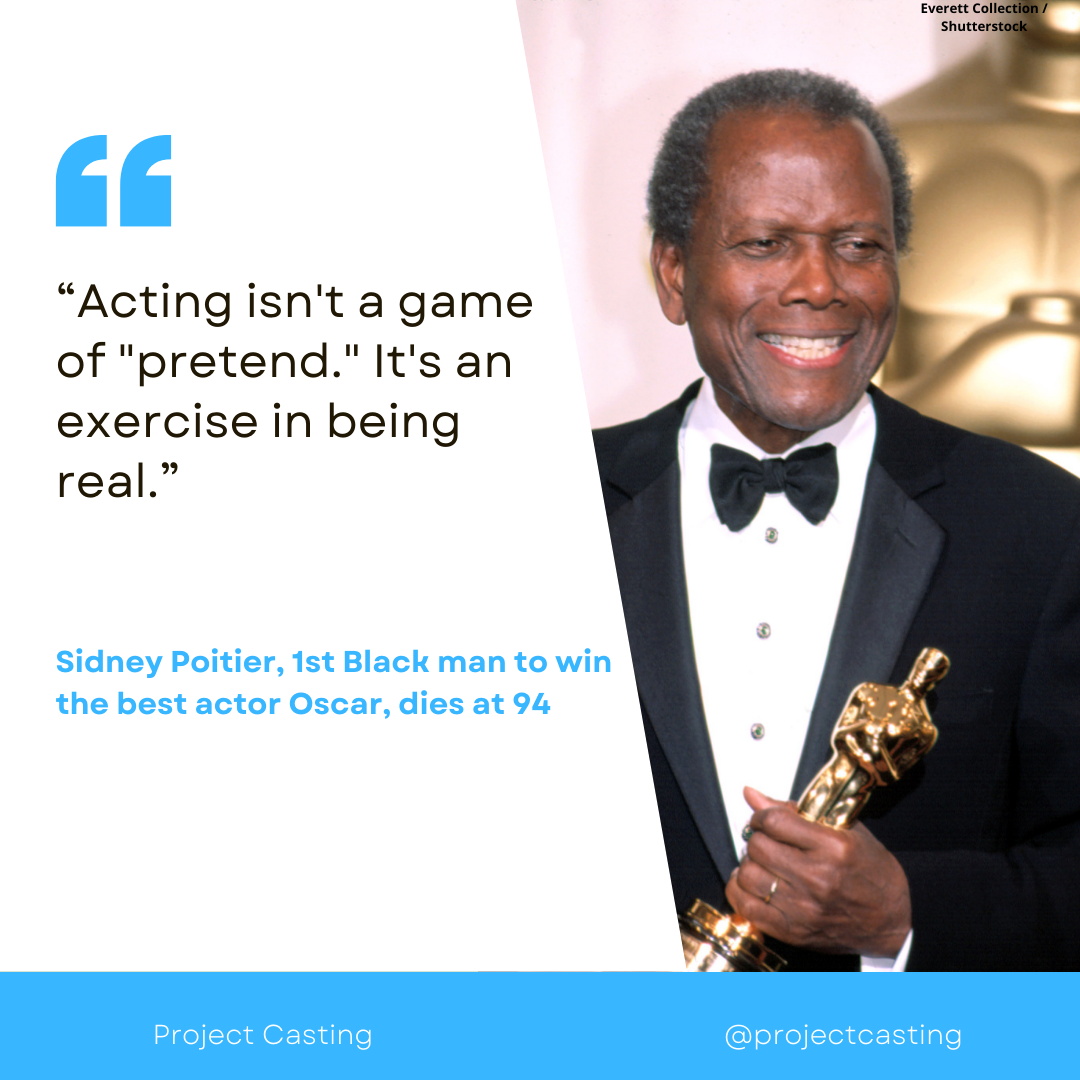 Everett Collection /
Shutterstock
“Acting isn't a game
of "pretend." It's an
exercise in being
real.”
Sidney Poitier, 1st Black man to win
the best actor Oscar, dies at 94
Project Casting
@projectcasting